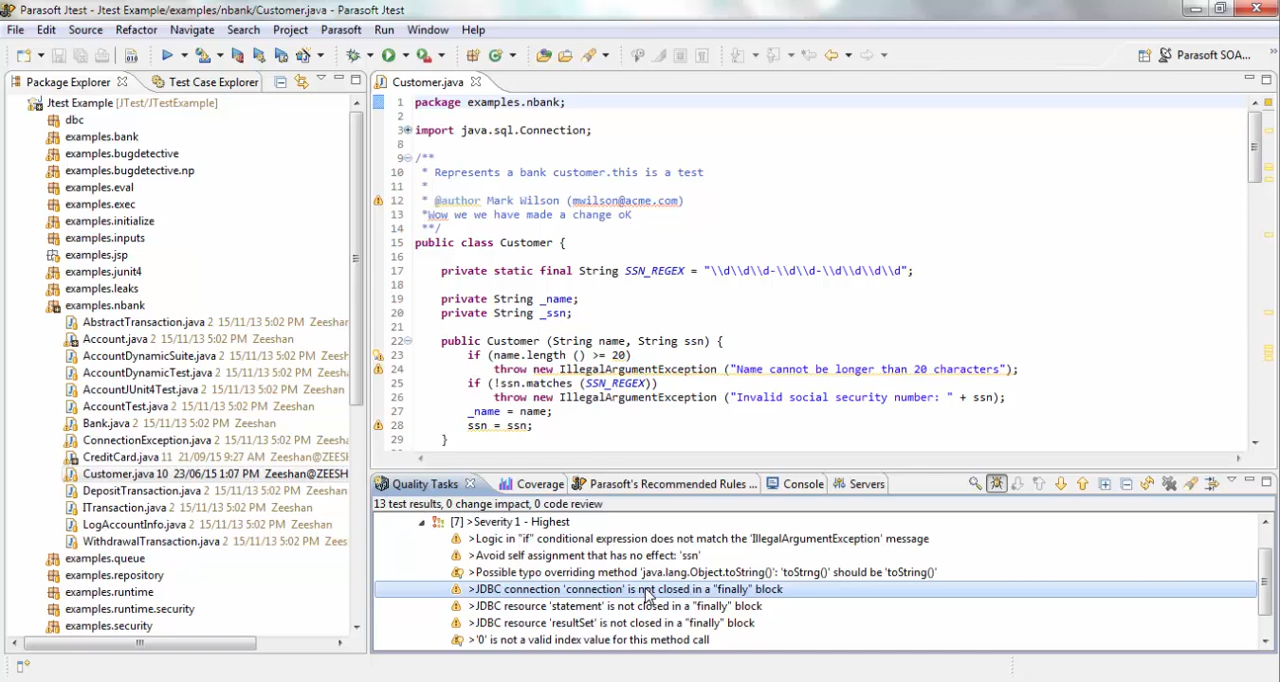 Parasoft Jtest - Jtest Example/examples/nbank/Customer.java - Parasoft Jtest
File Edit Source Refactor Navigate Search Project Parasoft Run Window Help
Parasoft SOA...
Package Explorer Test Case Explorer
Jtest Example [JTest/JTestExample]
dbc
examples.bank
examples.bugdetective
examples.bugdetective.np
examples.eval
examples.exec
examples.initialize
examples.inputs
examples.jsp
examples.junit4
examples.leaks
examples.nbank
AbstractTransaction.java 2 15/11/13 5:02 PM Zeeshan
Account.java 2 15/11/13 5:02 PM Zeeshan
AccountDynamicSuite.java 2 15/11/13 5:02 PM
AccountDynamicTest.java 2 15/11/13 5:02 PM
AccountJUnit4Test.java 2 15/11/13 5:02 PM
AccountTest.java 2 15/11/13 5:02 PM Zeeshan
Bank.java 2 15/11/13 5:02 PM Zeeshan
ConnectionException.java 2 15/11/13 5:02 PM
CreditCard.java 11 21/09/15 9:27 AM Zeeshan@
Customer.java 10 23/06/15 1:07 PM Zeeshan@ZEESH
DepositTransaction.java 2 15/11/13 5:02 PM
ITransaction.java 2 15/11/13 5:02 PM Zeeshan
LogAccountInfo.java 2 15/11/13 5:02 PM
WithdrawalTransaction.java 2 15/11/13 5:02 PM
examples.queue
examples.repository
examples.runtime
examples.runtime.security
examples.security
Customer.java
1 package examples.nbank;
2
3 import java.sql.Connection;
8
9 /**
10 * Represents a bank customer.this is a test
11 *
12 * @author Mark Wilson (mwilson@acme.com)
13 *Wow we we have made a change oK
14 **/
15 public class Customer {
16
17 private static final String SSN_REGEX = "\\d\\d\\d-\\d\\d-\\d\\d\\d\\d";
18
19 private String _name;
20 private String _ssn;
21
22 public Customer (String name, String ssn) {
23 if (name.length () >= 20)
24 throw new IllegalArgumentException ("Name cannot be longer than 20 characters");
25 if (!ssn.matches (SSN_REGEX))
26 throw new IllegalArgumentException ("Invalid social security number: " + ssn);
27 _name = name;
28 ssn = ssn;
29 }
Quality Tasks Coverage Parasoft's Recommended Rules ... Console Servers
13 test results, 0 change impact, 0 code review
[7] >Severity 1 - Highest
>Logic in "if" conditional expression does not match the 'IllegalArgumentException' message
>Avoid self assignment that has no effect: 'ssn'
>Possible typo overriding method 'java.lang.Object.toString()': 'toStrng()' should be 'toString()'
>JDBC connection 'connection' is not closed in a "finally" block
>JDBC resource 'statement' is not closed in a "finally" block
>JDBC resource 'resultSet' is not closed in a "finally" block
>'0' is not a valid index value for this method call